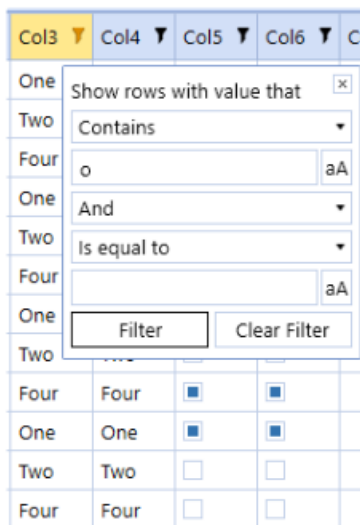 Col3 Col4 Col5 Col6 C
One
Show rows with value that x
Two
Contains
Four
o aA
One
And
Two
Is equal to
Four
aA
One
Filter Clear Filter
Two
Four Four
One One
Two Two
Four Four